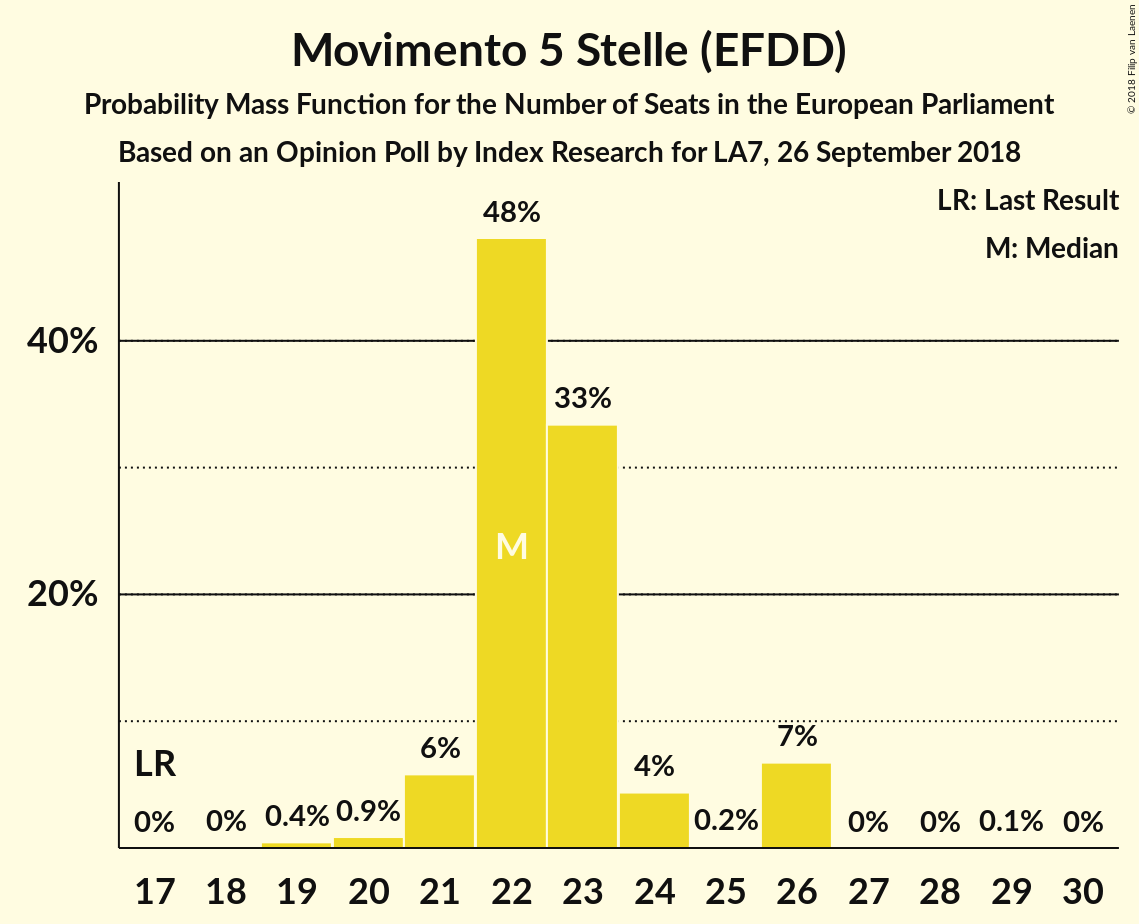 Movimento 5 Stelle (EFDD)
Probability Mass Function for the Number of Seats in the European Parliament
Based on an Opinion Poll by Index Research for LA7, 26 September 2018
© 2018 Filip van Laenen
LR: Last Result
M: Median
48%
40%
33%
M
20%
LR
6%
4%
7%
0%
0%
0.4%
0.9%
0.2%
0%
0%
0.1%
0%
17 18 19 20 21 22 23 24 25 26 27 28 29 30